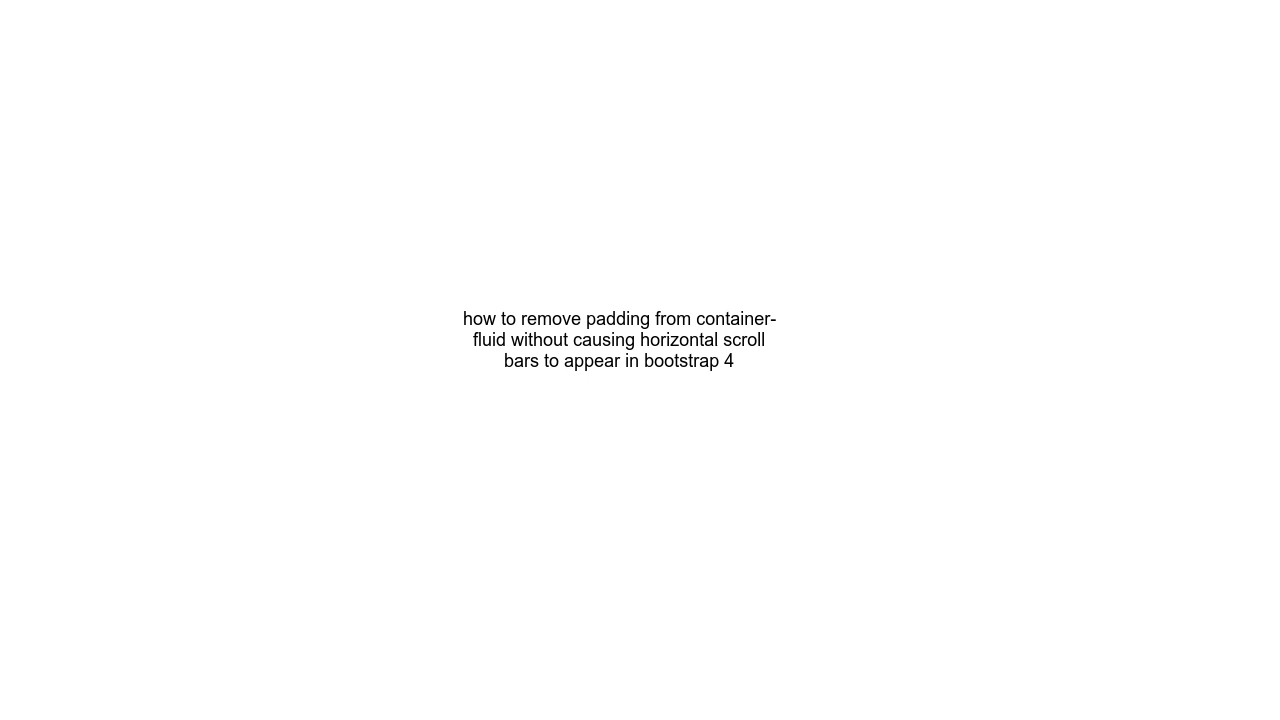 how to remove padding from container-
fluid without causing horizontal scroll
bars to appear in bootstrap 4